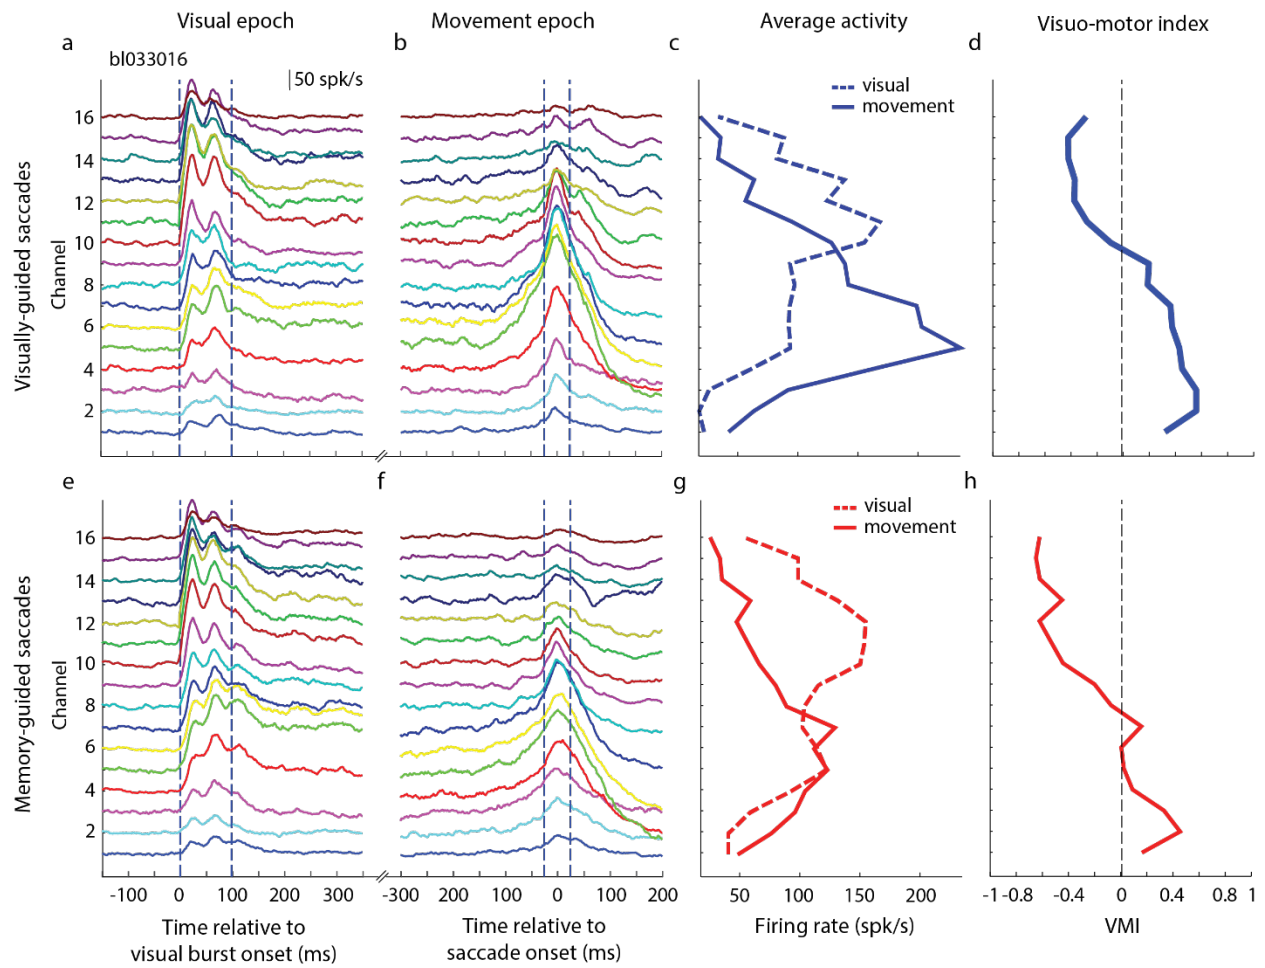 Visual epoch
Movement epoch
Average activity
Visuo-motor index
a
b
c
d
bl033016
50 spk/s
visual
movement
Visually-guided saccades
Channel
16
14
12
10
8
6
4
2
e
f
g
h
visual
movement
Memory-guided saccades
Channel
16
14
12
10
8
6
4
2
-100 0 100 200 300
-300 -200 -100 0 100 200
50 100 150 200
-1 -0.8 -0.4 0 0.4 0.8 1
Time relative to
visual burst onset (ms)
Time relative to
saccade onset (ms)
Firing rate (spk/s)
VMI